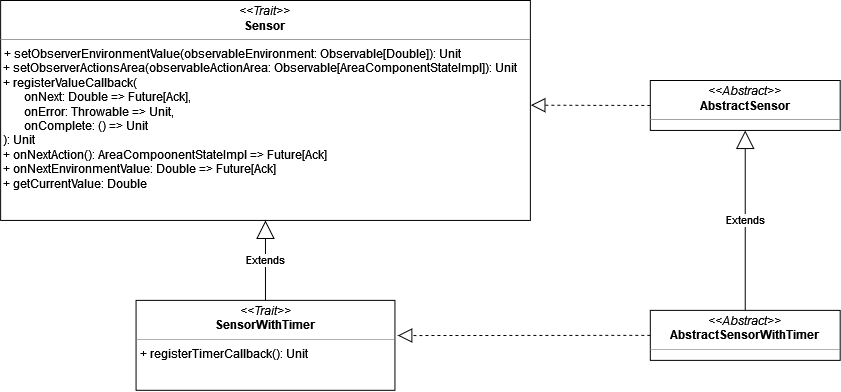 <<Trait>>
Sensor
+ setObserverEnvironmentValue(observableEnvironment: Observable[Double]): Unit
+ setObserverActionsArea(observableActionArea: Observable[AreaComponentStateImpl]): Unit
+ registerValueCallback(
onNext: Double => Future[Ack],
onError: Throwable => Unit,
onComplete: () => Unit
): Unit
+ onNextAction(): AreaCompoonentStateImpl => Future[Ack]
+ onNextEnvironmentValue: Double => Future[Ack]
+ getCurrentValue: Double
<<Abstract>>
AbstractSensor
Extends
Extends
<<Trait>>
SensorWithTimer
+ registerTimerCallback(): Unit
<<Abstract>>
AbstractSensorWithTimer